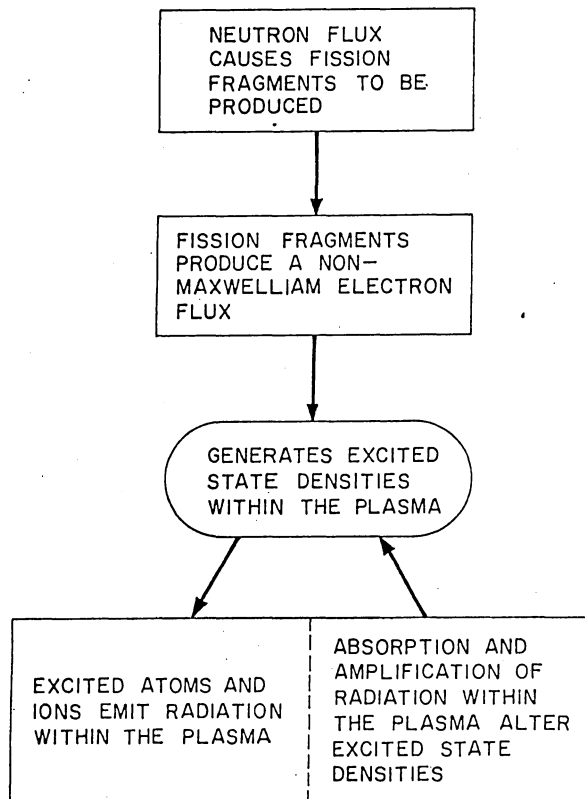 NEUTRON FLUX
CAUSES FISSION
FRAGMENTS TO BE
PRODUCED
FISSION FRAGMENTS
PRODUCE A NON-
MAXWELLIAM ELECTRON
FLUX
GENERATES EXCITED
STATE DENSITIES
WITHIN THE PLASMA
EXCITED ATOMS AND
IONS EMIT RADIATION
WITHIN THE PLASMA
ABSORPTION AND
AMPLIFICATION OF
RADIATION WITHIN
THE PLASMA ALTER
EXCITED STATE
DENSITIES